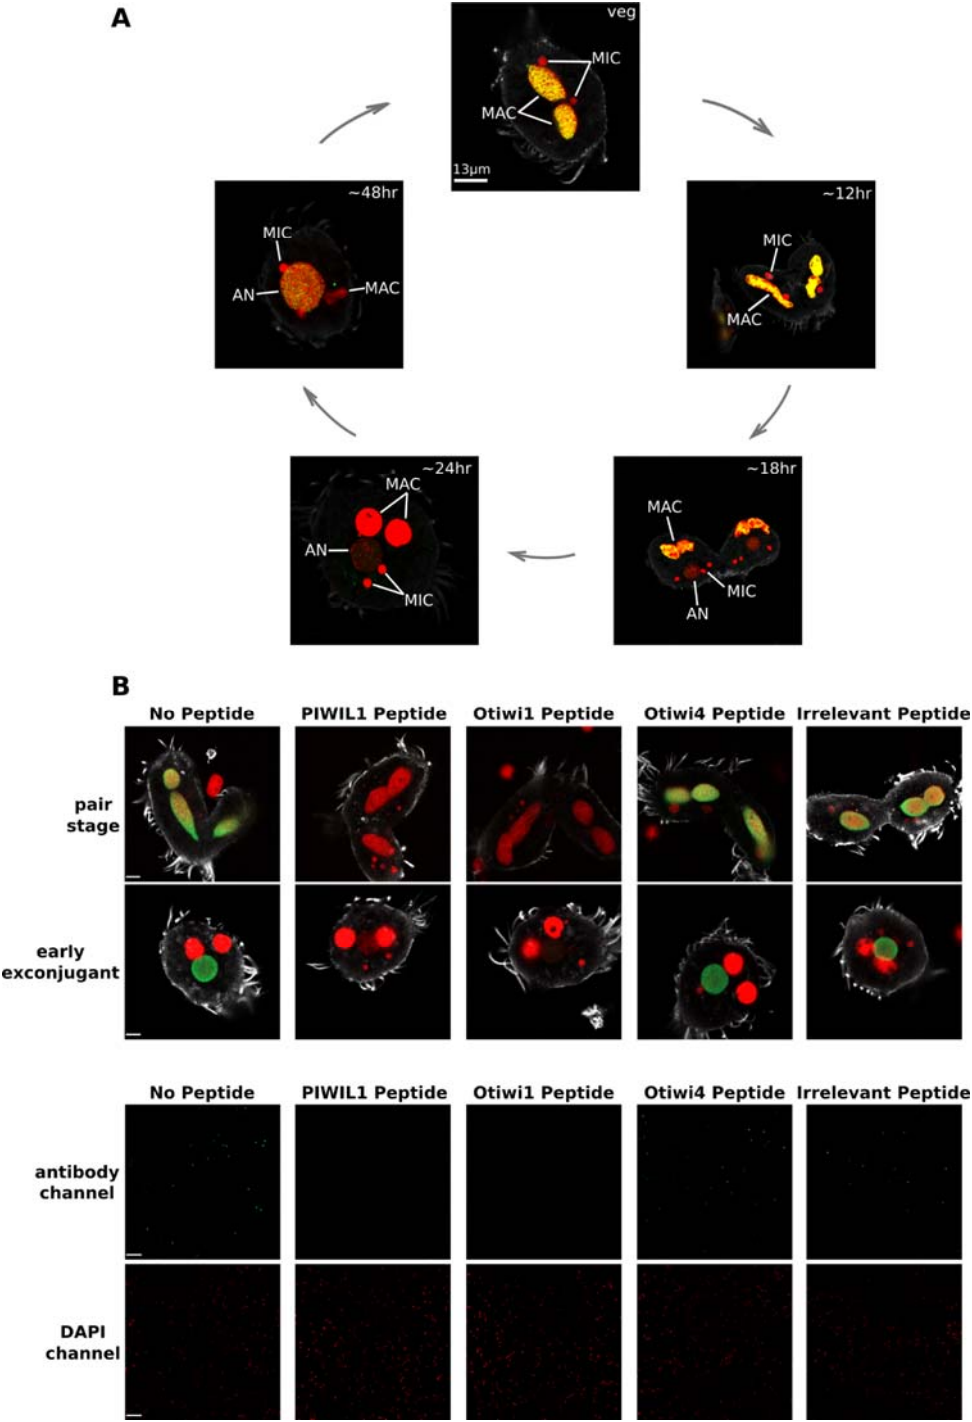 A
veg
MIC
MAC
13μm
~48hr
MIC
AN
MAC
~12hr
MIC
MAC
~24hr
MAC
AN
MIC
~18hr
MAC
MIC
AN
B
No Peptide PIWIL1 Peptide Otiwi1 Peptide Otiwi4 Peptide Irrelevant Peptide
pair
stage
early
exconjugant
No Peptide PIWIL1 Peptide Otiwi1 Peptide Otiwi4 Peptide Irrelevant Peptide
antibody
channel
DAPI
channel